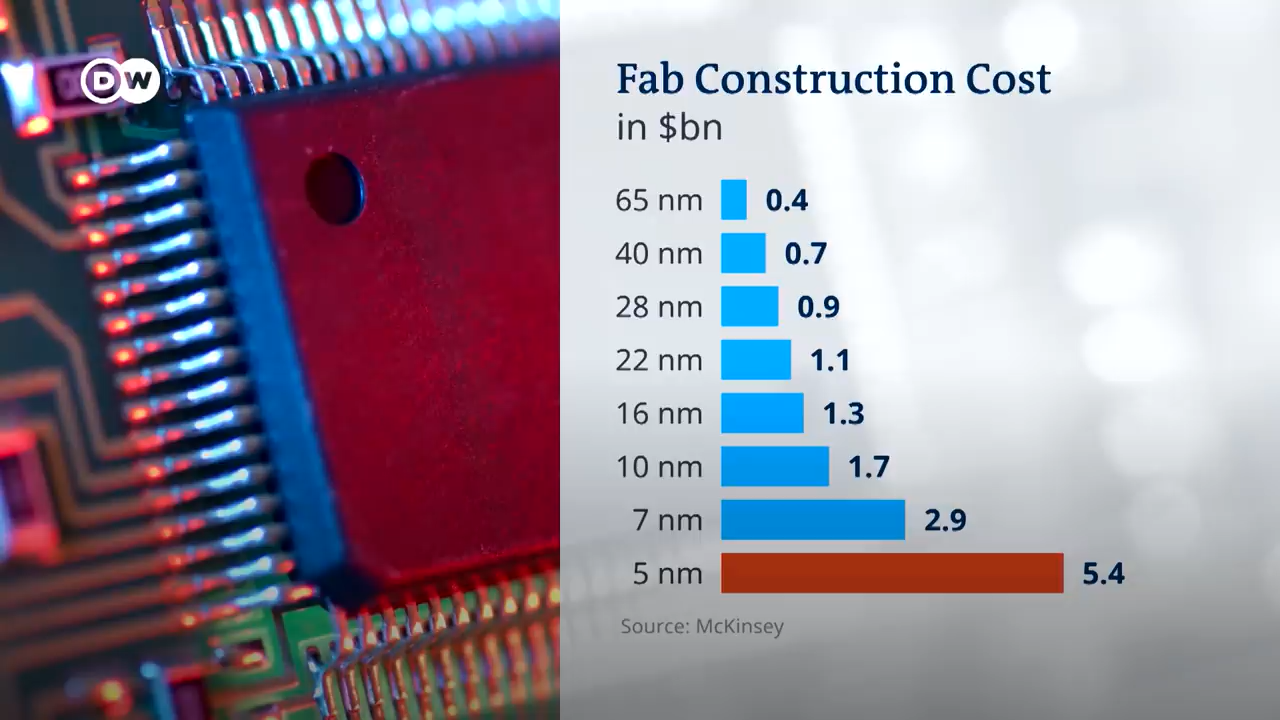 DW
Fab Construction Cost
in $bn
65 nm 0.4
40 nm 0.7
28 nm 0.9
22 nm 1.1
16 nm 1.3
10 nm 1.7
7 nm 2.9
5 nm 5.4
Source: McKinsey